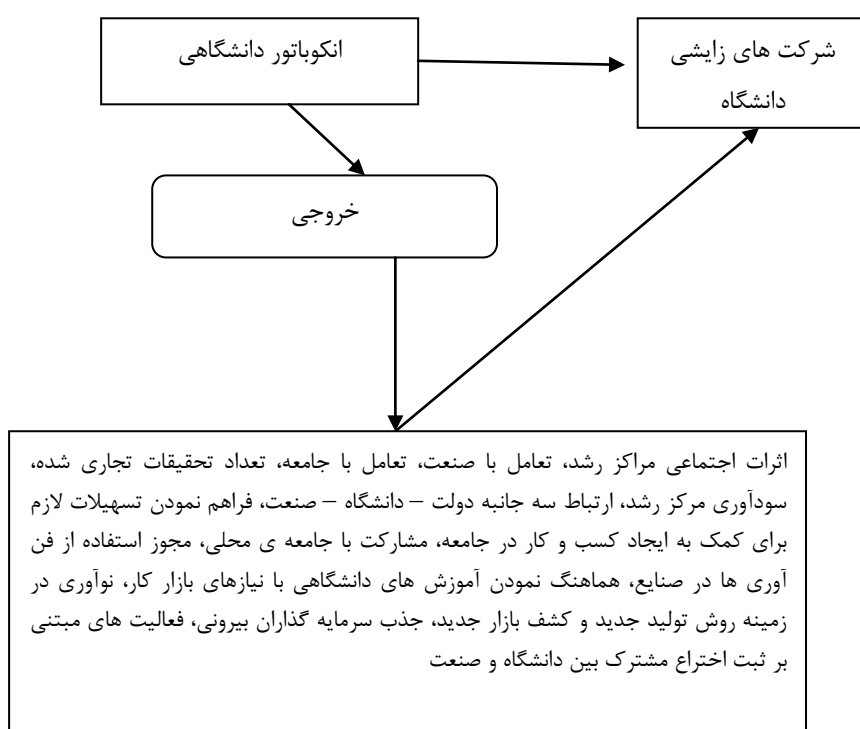 انکوباتور دانشگاهی
شرکت های زایشی
دانشگاه
خروجی
اثرات اجتماعی مراکز رشد، تعامل با صنعت، تعامل با جامعه، تعداد تحقیقات تجاری شده،
سودآوری مرکز رشد، ارتباط سه جانبه دولت – دانشگاه – صنعت، فراهم نمودن تسهیلات لازم
برای کمک به ایجاد کسب و کار در جامعه، مشارکت با جامعه ی محلی، مجوز استفاده از فن
آوری ها در صنایع، هماهنگ نمودن آموزش های دانشگاهی با نیازهای بازار کار، نوآوری در
زمینه روش تولید جدید و کشف بازار جدید، جذب سرمایه گذاران بیرونی، فعالیت های مبتنی
بر ثبت اختراع مشترک بین دانشگاه و صنعت